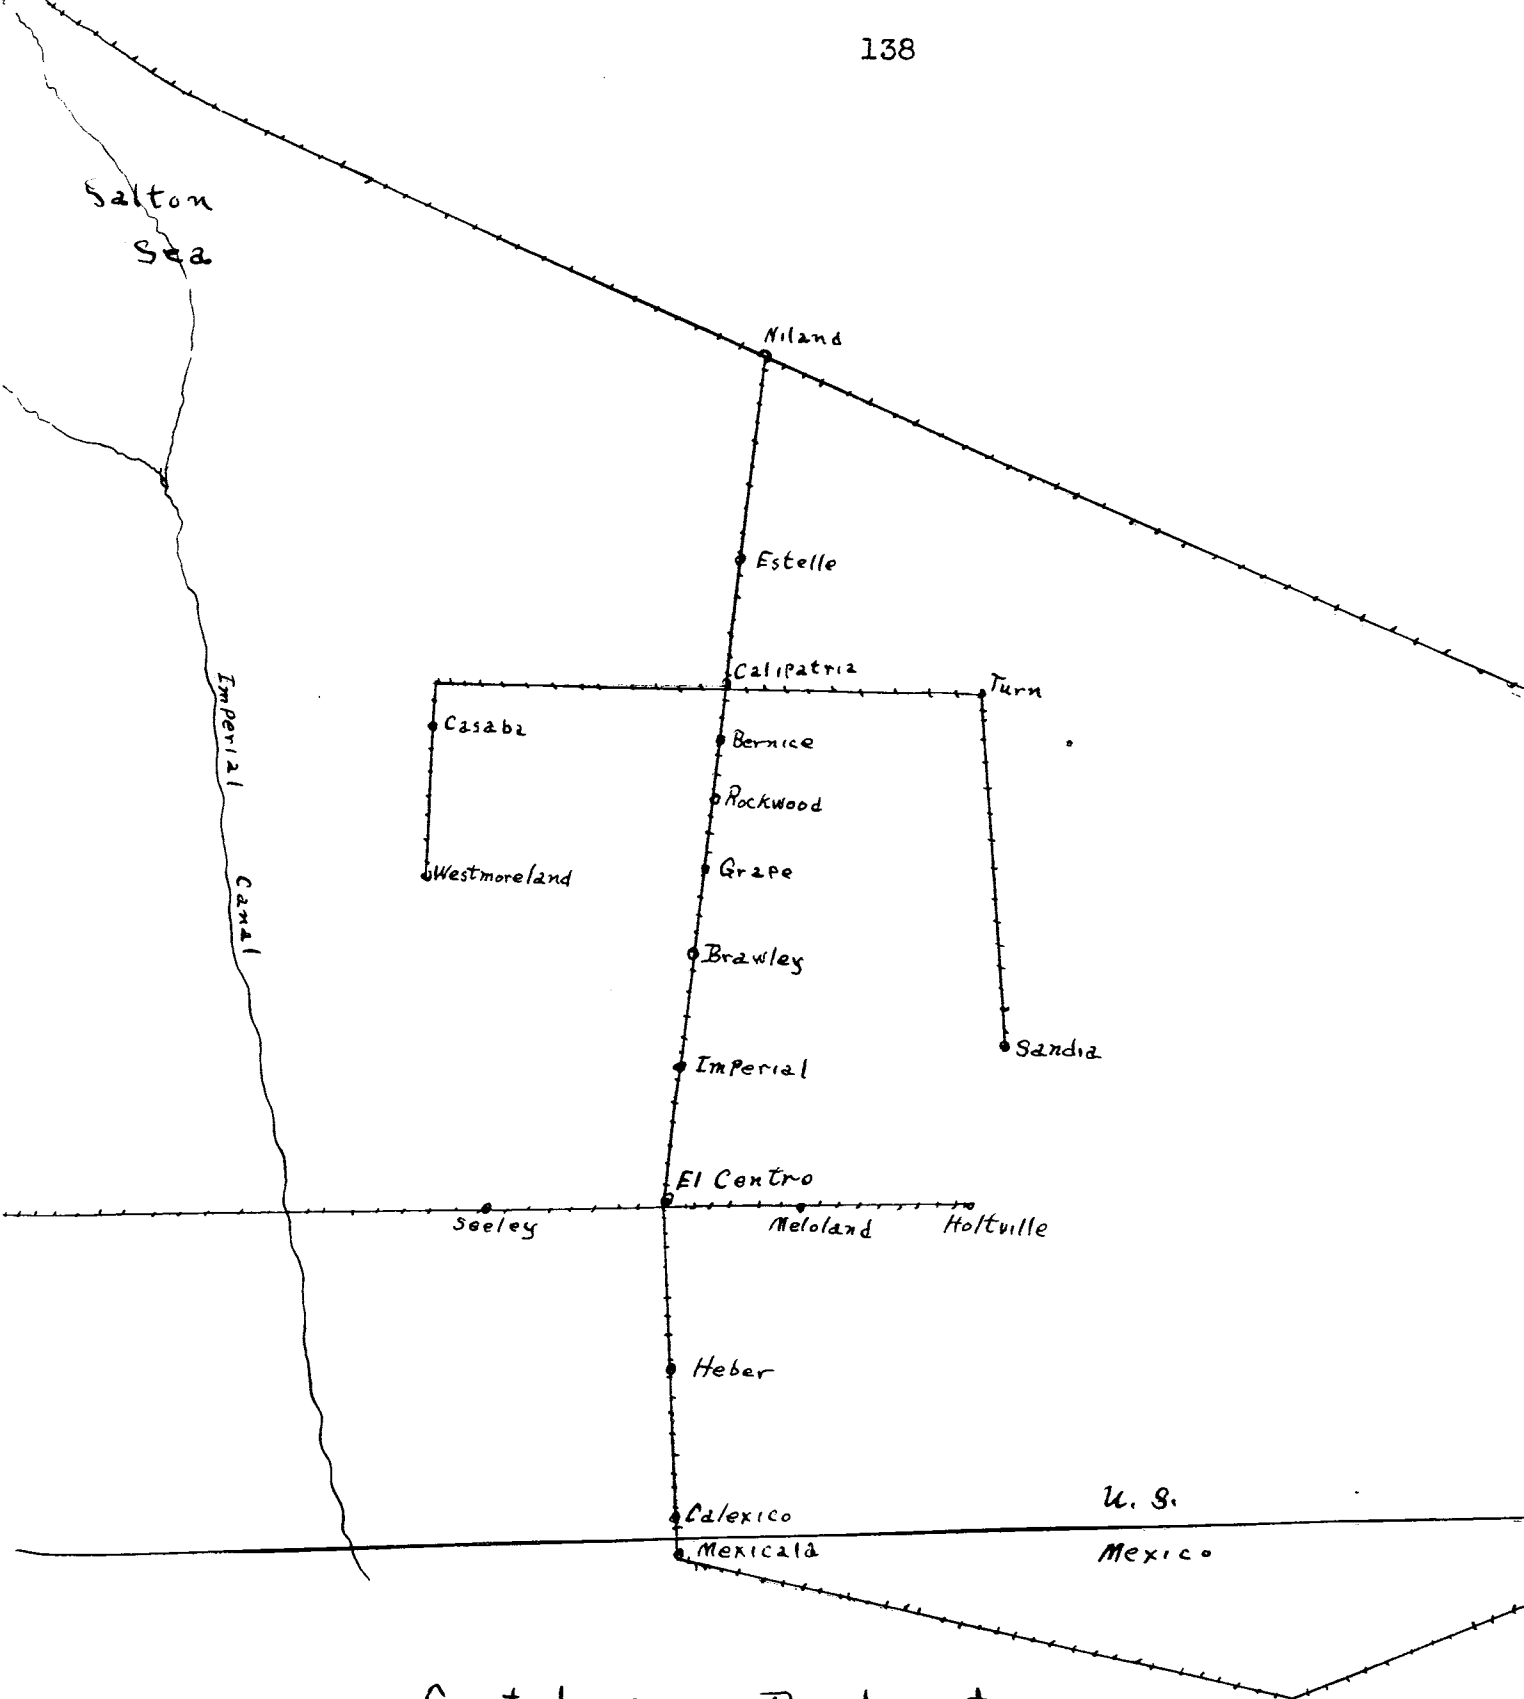 138
Salton
Sea
Niland
Estelle
Calipatria
Turn
Casaba
Bernice
Rockwood
Grape
Westmoreland
Brawley
Imperial
Canal
Sandia
Imperial
El Centro
Seeley
Meloland
Holtville
Heber
Calexico
U. S.
Mexicala
Mexico